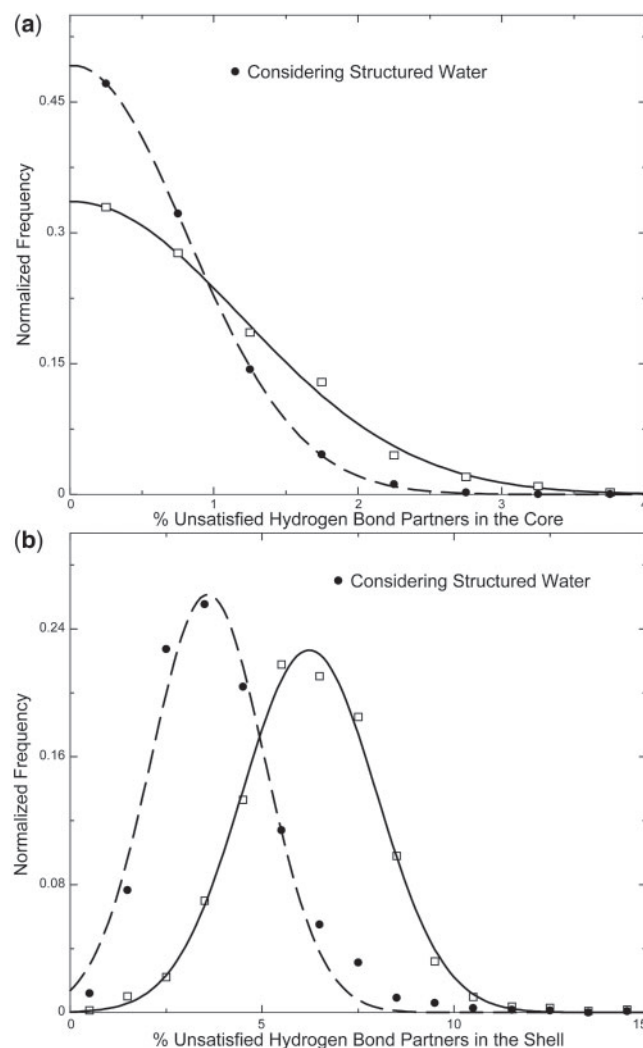 (a)
● Considering Structured Water
Normalized Frequency
0.45
0.3
0.15
0
1
2
3
4
% Unsatisfied Hydrogen Bond Partners in the Core
(b)
● Considering Structured Water
Normalized Frequency
0.24
0.16
0.08
0
0
5
10
15
% Unsatisfied Hydrogen Bond Partners in the Shell